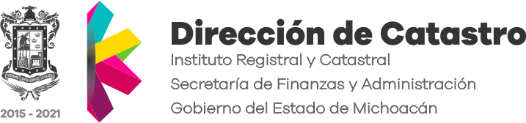 Dirección de Catastro
Instituto Registral y Catastral
Secretaría de Finanzas y Administración
Gobierno del Estado de Michoacán
2015 - 2021